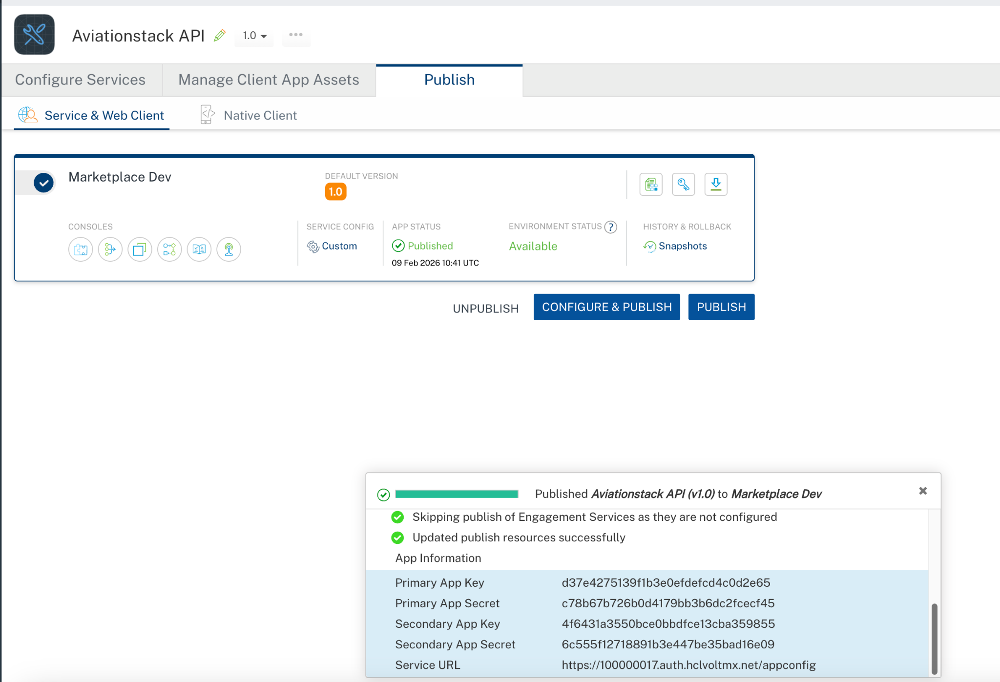 Aviationstack API
1.0
Configure Services
Manage Client App Assets
Publish
Service & Web Client
Native Client
Marketplace Dev
DEFAULT VERSION
1.0
CONSOLES
SERVICE CONFIG
Custom
APP STATUS
Published
09 Feb 2026 10:41 UTC
ENVIRONMENT STATUS ?
Available
HISTORY & ROLLBACK
Snapshots
UNPUBLISH
CONFIGURE & PUBLISH
PUBLISH
Published Aviationstack API (v1.0) to Marketplace Dev
Skipping publish of Engagement Services as they are not configured
Updated publish resources successfully
App Information
Primary App Key d37e4275139f1b3e0efdefcd4c0d2e65
Primary App Secret c78b67b726b0d4179bb3b6dc2fcecf45
Secondary App Key 4f6431a3550bce0bbdfce13cba359855
Secondary App Secret 6c555f12718891b3e447be35bad16e09
Service URL https://100000017.auth.hclvoltmx.net/appconfig